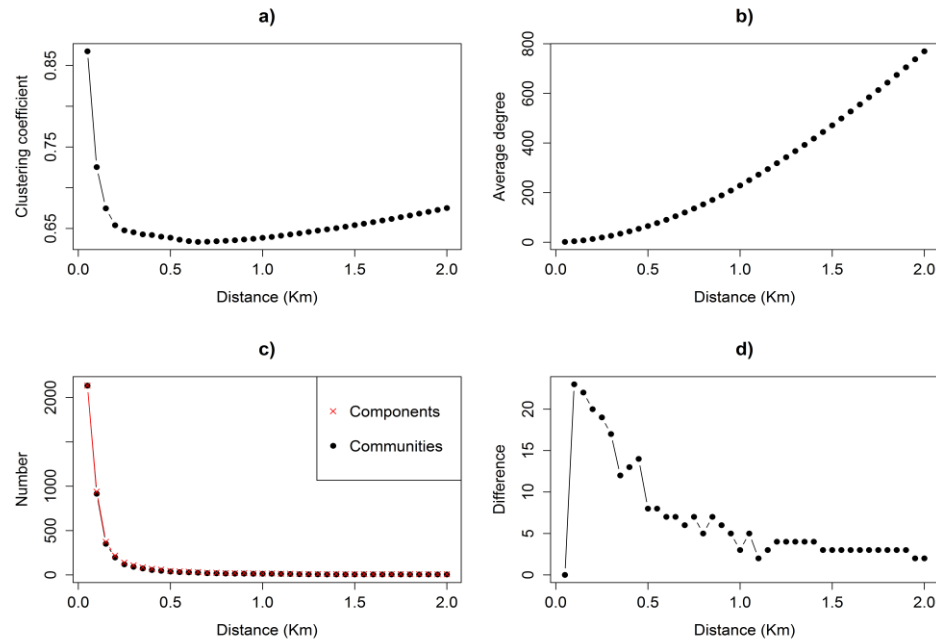 a)
Clustering coefficient
0.85
0.75
0.65
0.0 0.5 1.0 1.5 2.0
Distance (Km)
b)
Average degree
800
600
400
200
0
0.0 0.5 1.0 1.5 2.0
Distance (Km)
c)
Number
2000
1000
500
0
Components
Communities
0.0 0.5 1.0 1.5 2.0
Distance (Km)
d)
Difference
20
15
10
5
0
0.0 0.5 1.0 1.5 2.0
Distance (Km)